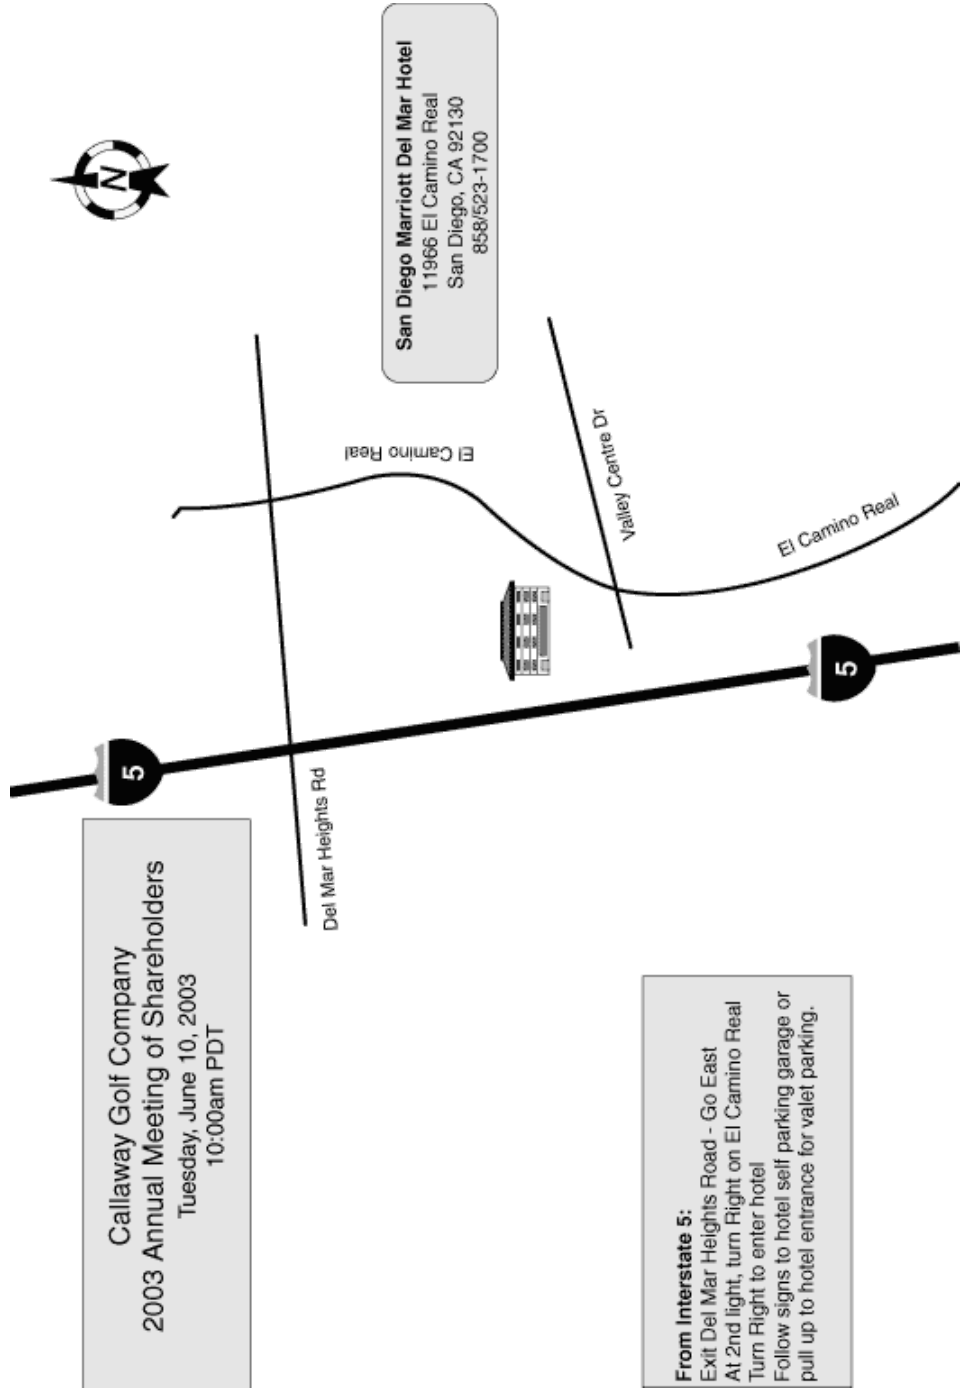 Callaway Golf Company
2003 Annual Meeting of Shareholders
Tuesday, June 10, 2003
10:00am PDT
N
San Diego Marriott Del Mar Hotel
11966 El Camino Real
San Diego, CA 92130
858/523-1700
5
Del Mar Heights Rd
El Camino Real
Valley Centre Dr
El Camino Real
5
From Interstate 5:
Exit Del Mar Heights Road - Go East
At 2nd light, turn Right on El Camino Real
Turn Right to enter hotel
Follow signs to hotel self parking garage or
pull up to hotel entrance for valet parking.